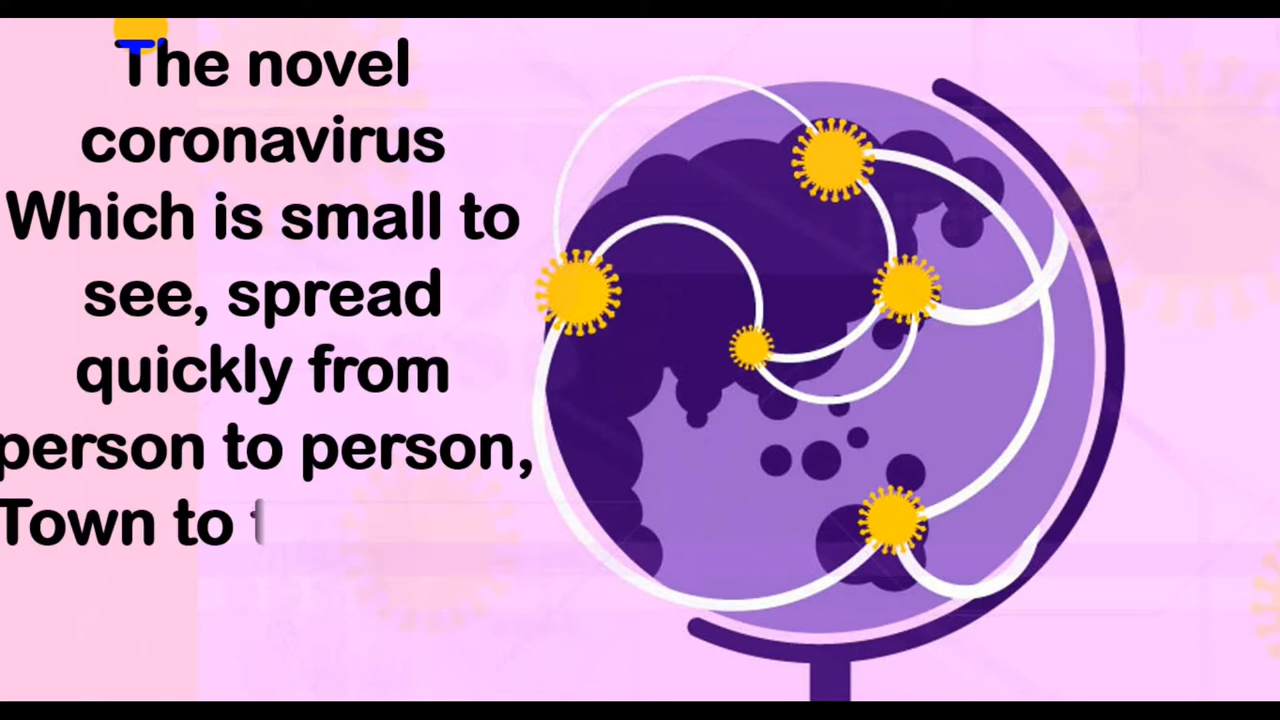 The novel
coronavirus
Which is small to
see, spread
quickly from
person to person,
Town to